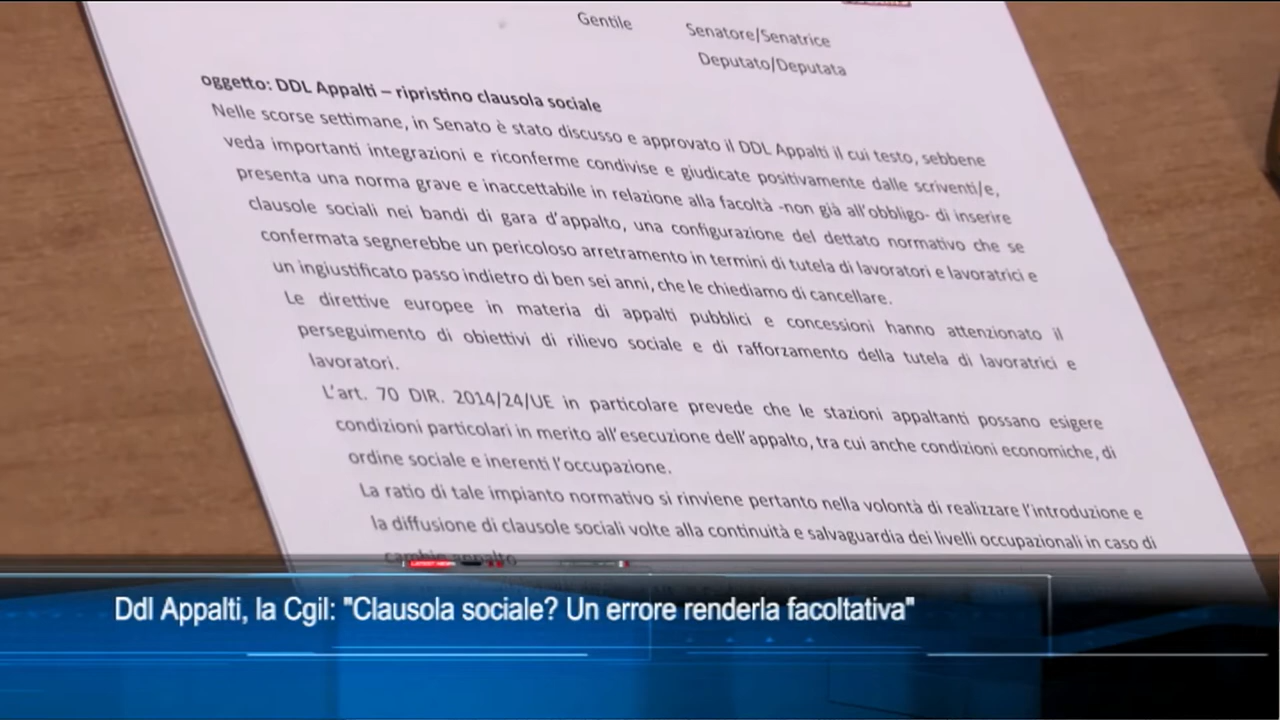 Gentile Senatore/Senatrice
Deputato/Deputata
oggetto: DDL Appalti – ripristino clausola sociale
Nelle scorse settimane, in Senato è stato discusso e approvato il DDL Appalti il cui testo, sebbene
veda importanti integrazioni e riconferme condivise e giudicate positivamente dalle scriventi/e,
presenta una norma grave e inaccettabile in relazione alla facoltà -non già all'obbligo- di inserire
clausole sociali nei bandi di gara d'appalto, una configurazione del dettato normativo che se
confermata segnerebbe un pericoloso arretramento in termini di tutela di lavoratori e lavoratrici e
un ingiustificato passo indietro di ben sei anni, che le chiediamo di cancellare.
Le direttive europee in materia di appalti pubblici e concessioni hanno attenzionato il
perseguimento di obiettivi di rilievo sociale e di rafforzamento della tutela di lavoratrici e
lavoratori.
L'art. 70 DIR. 2014/24/UE in particolare prevede che le stazioni appaltanti possano esigere
condizioni particolari in merito all'esecuzione dell'appalto, tra cui anche condizioni economiche, di
ordine sociale e inerenti l'occupazione.
La ratio di tale impianto normativo si rinviene pertanto nella volontà di realizzare l'introduzione e
la diffusione di clausole sociali volte alla continuità e salvaguardia dei livelli occupazionali in caso di
cambio appalto
LATEST NEWS
Ddl Appalti, la Cgil: "Clausola sociale? Un errore renderla facoltativa"